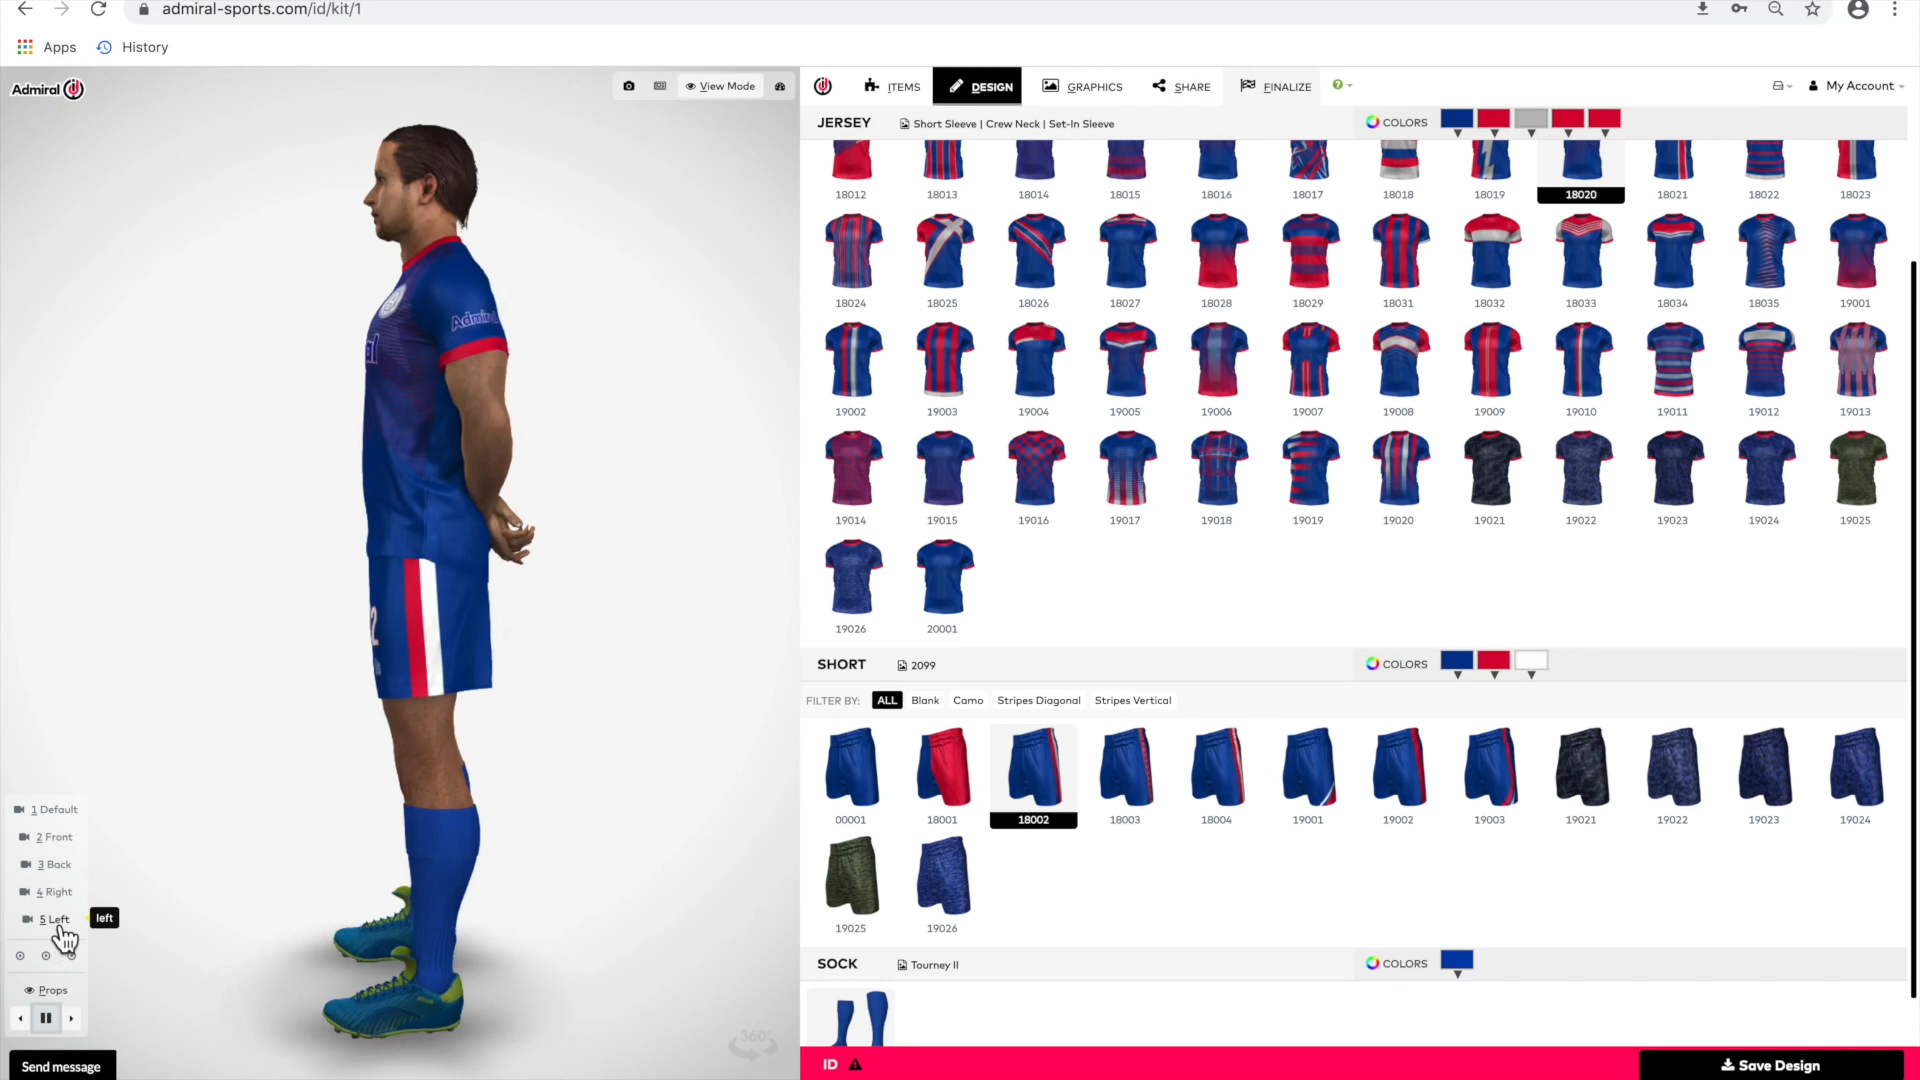 admiral-sports.com/id/kit/1
Apps
History
Admiral
View Mode
ITEMS
DESIGN
GRAPHICS
SHARE
FINALIZE
My Account
JERSEY
Short Sleeve | Crew Neck | Set-In Sleeve
COLORS
18012 18013 18014 18015 18016 18017 18018 18019 18020 18021 18022 18023
18024 18025 18026 18027 18028 18029 18031 18032 18033 18034 18035 19001
19002 19003 19004 19005 19006 19007 19008 19009 19010 19011 19012 19013
19014 19015 19016 19017 19018 19019 19020 19021 19022 19023 19024 19025
19026 20001
SHORT
2099
COLORS
FILTER BY: ALL Blank Camo Stripes Diagonal Stripes Vertical
00001 18001 18002 18003 18004 19001 19002 19003 19021 19022 19023 19024
19025 19026
SOCK
Tourney II
COLORS
1 Default
2 Front
3 Back
4 Right
5 Left
left
Props
360°
Send message
ID
Save Design